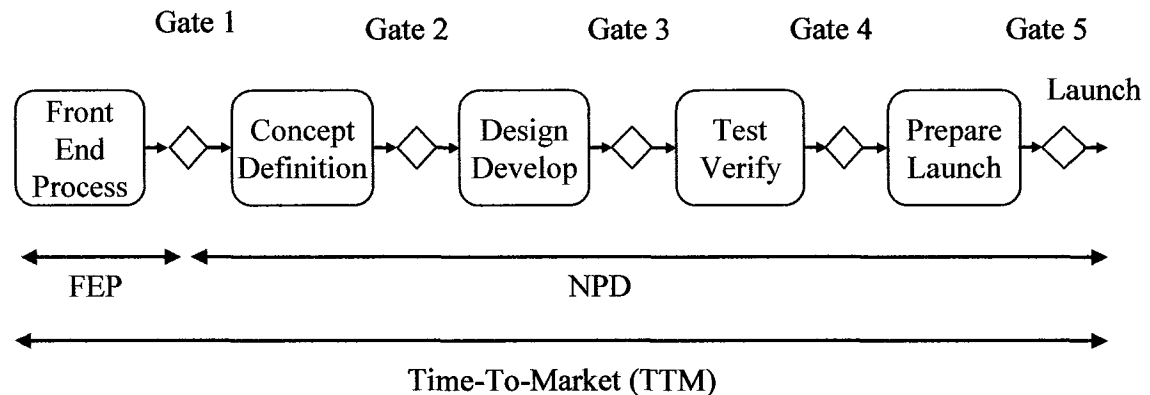 Gate 1
Gate 2
Gate 3
Gate 4
Gate 5
Launch
Front
End
Process
Concept
Definition
Design
Develop
Test
Verify
Prepare
Launch
FEP
NPD
Time-To-Market (TTM)